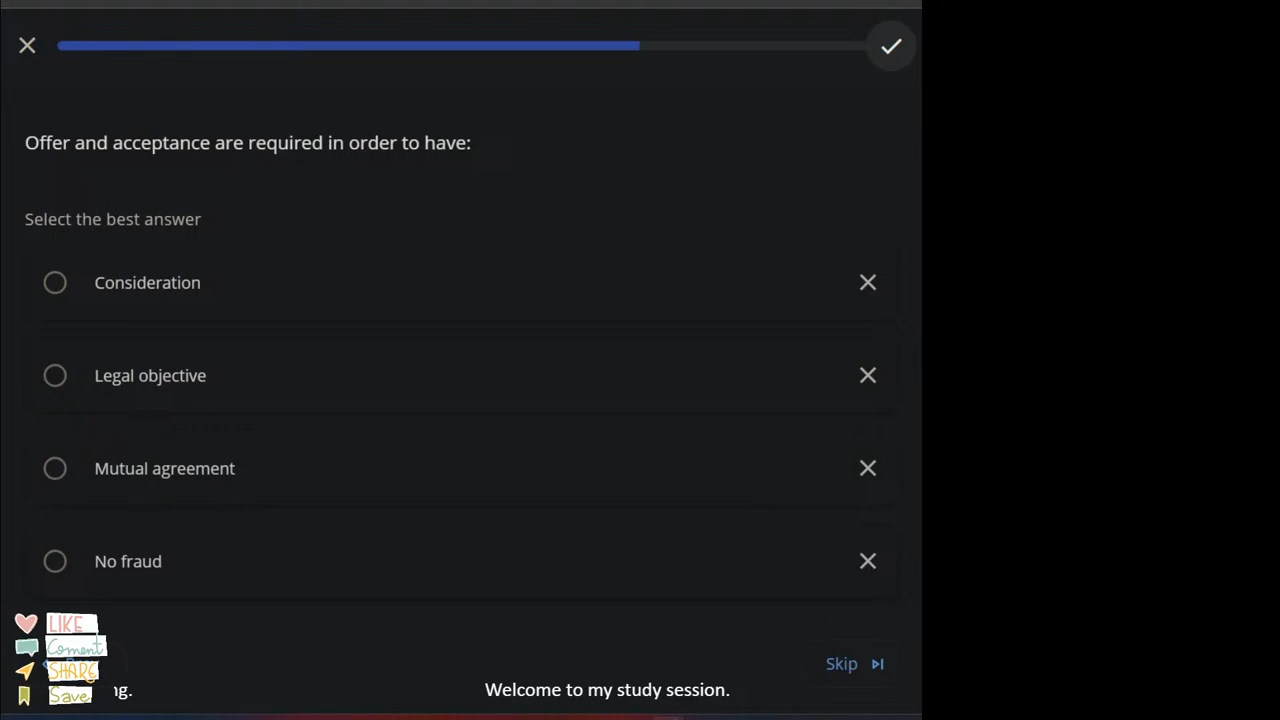 Offer and acceptance are required in order to have:
Select the best answer
Consideration
Legal objective
Mutual agreement
No fraud
LIKE
Coment
SHARE
Save
Skip
ng.
Welcome to my study session.